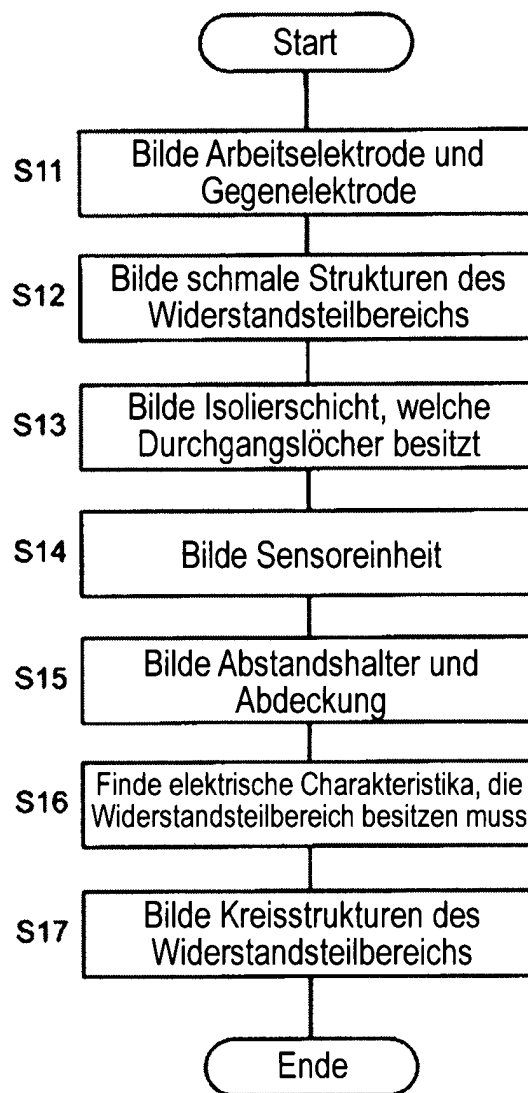 Start
S11
Bilde Arbeitselektrode und
Gegenelektrode
S12
Bilde schmale Strukturen des
Widerstandsteilbereichs
S13
Bilde Isolierschicht, welche
Durchgangslöcher besitzt
S14
Bilde Sensoreinheit
S15
Bilde Abstandshalter und
Abdeckung
S16
Finde elektrische Charakteristika, die
Widerstandsteilbereich besitzen muss
S17
Bilde Kreisstrukturen des
Widerstandsteilbereichs
Ende